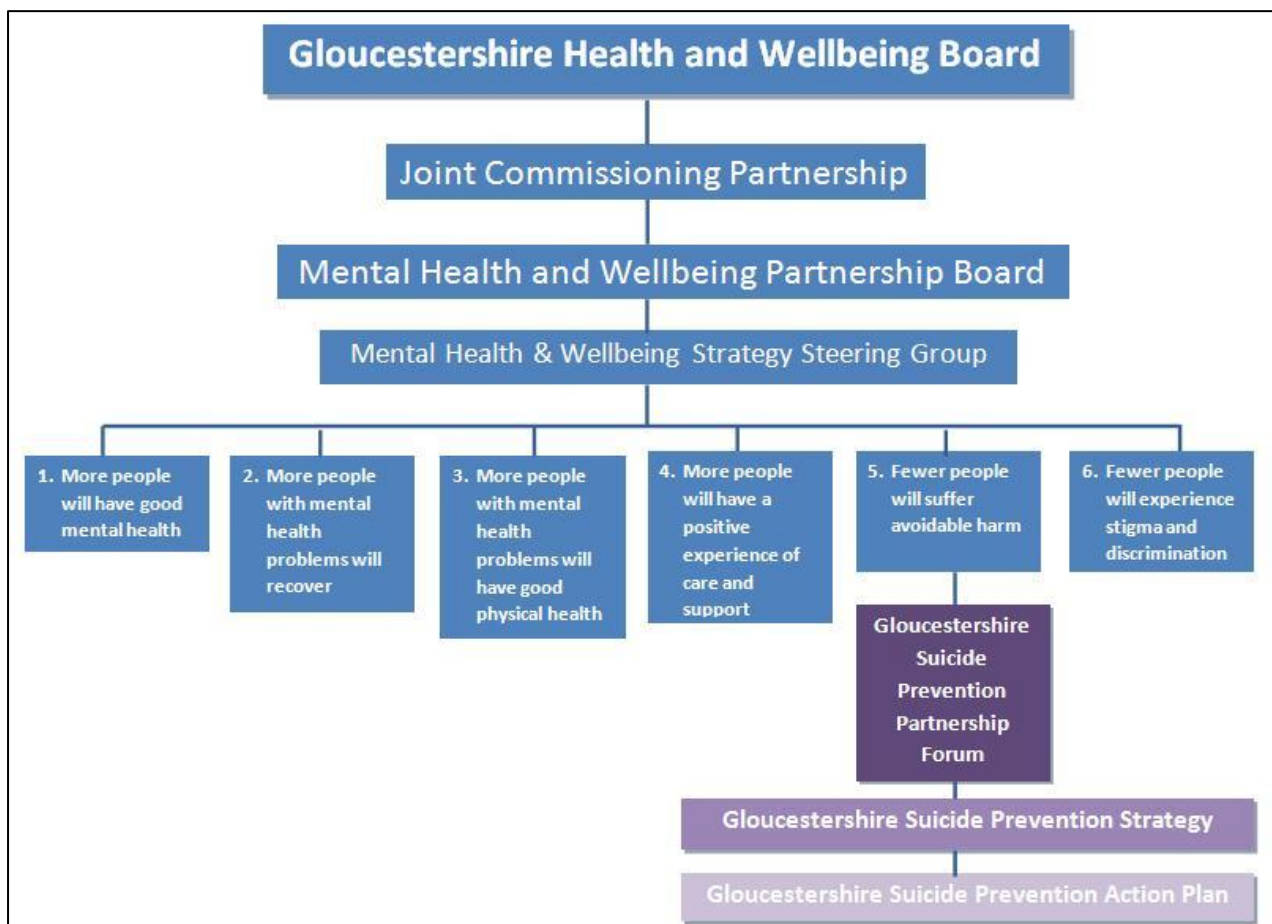 Gloucestershire Health and Wellbeing Board
Joint Commissioning Partnership
Mental Health and Wellbeing Partnership Board
Mental Health & Wellbeing Strategy Steering Group
1. More people
will have good
mental health
2. More people
with mental
health
problems will
recover
3. More people
with mental
health
problems will
have good
physical health
4. More people
will have a
positive
experience of
care and
support
5. Fewer people
will suffer
avoidable harm
6. Fewer people
will experience
stigma and
discrimination
Gloucestershire
Suicide
Prevention
Partnership
Forum
Gloucestershire Suicide Prevention Strategy
Gloucestershire Suicide Prevention Action Plan